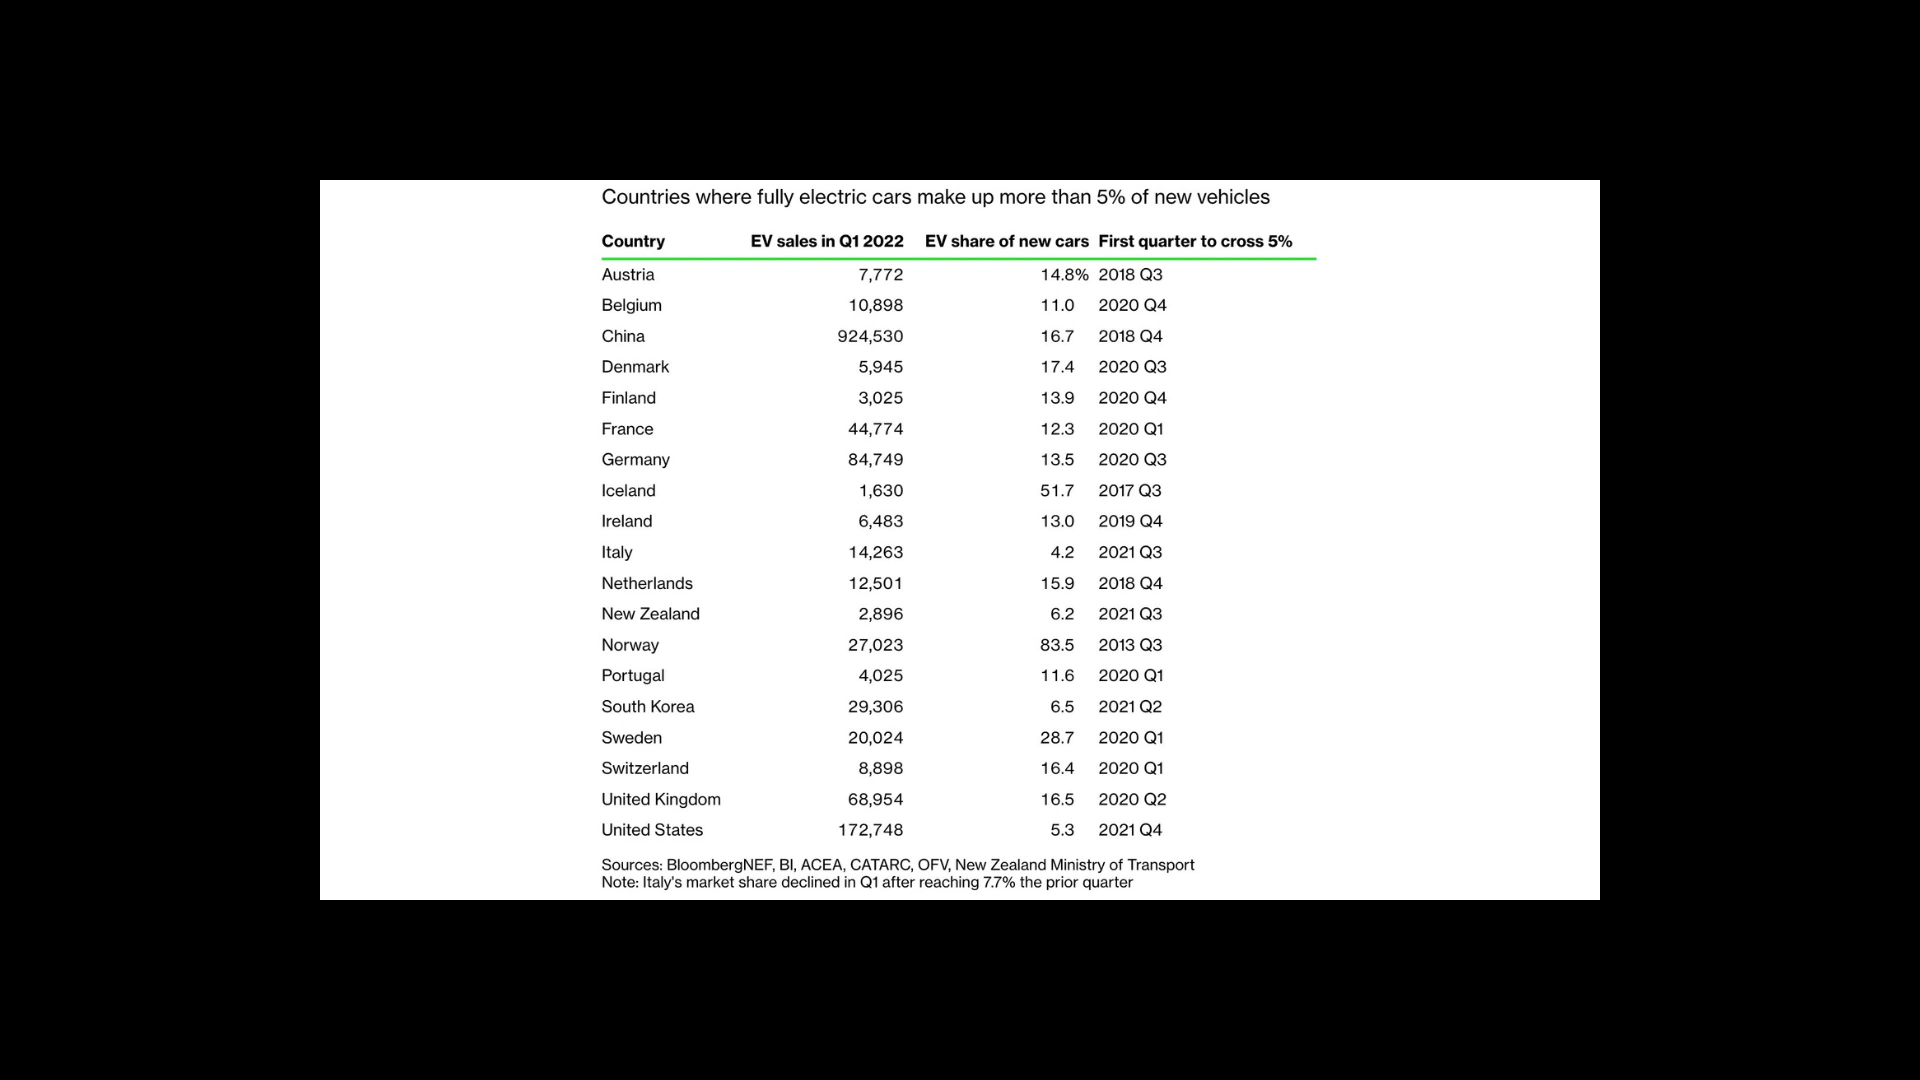 Countries where fully electric cars make up more than 5% of new vehicles
Country EV sales in Q1 2022 EV share of new cars First quarter to cross 5%
Austria 7,772 14.8% 2018 Q3
Belgium 10,898 11.0 2020 Q4
China 924,530 16.7 2018 Q4
Denmark 5,945 17.4 2020 Q3
Finland 3,025 13.9 2020 Q4
France 44,774 12.3 2020 Q1
Germany 84,749 13.5 2020 Q3
Iceland 1,630 51.7 2017 Q3
Ireland 6,483 13.0 2019 Q4
Italy 14,263 4.2 2021 Q3
Netherlands 12,501 15.9 2018 Q4
New Zealand 2,896 6.2 2021 Q3
Norway 27,023 83.5 2013 Q3
Portugal 4,025 11.6 2020 Q1
South Korea 29,306 6.5 2021 Q2
Sweden 20,024 28.7 2020 Q1
Switzerland 8,898 16.4 2020 Q1
United Kingdom 68,954 16.5 2020 Q2
United States 172,748 5.3 2021 Q4
Sources: BloombergNEF, BI, ACEA, CATARC, OFV, New Zealand Ministry of Transport
Note: Italy's market share declined in Q1 after reaching 7.7% the prior quarter